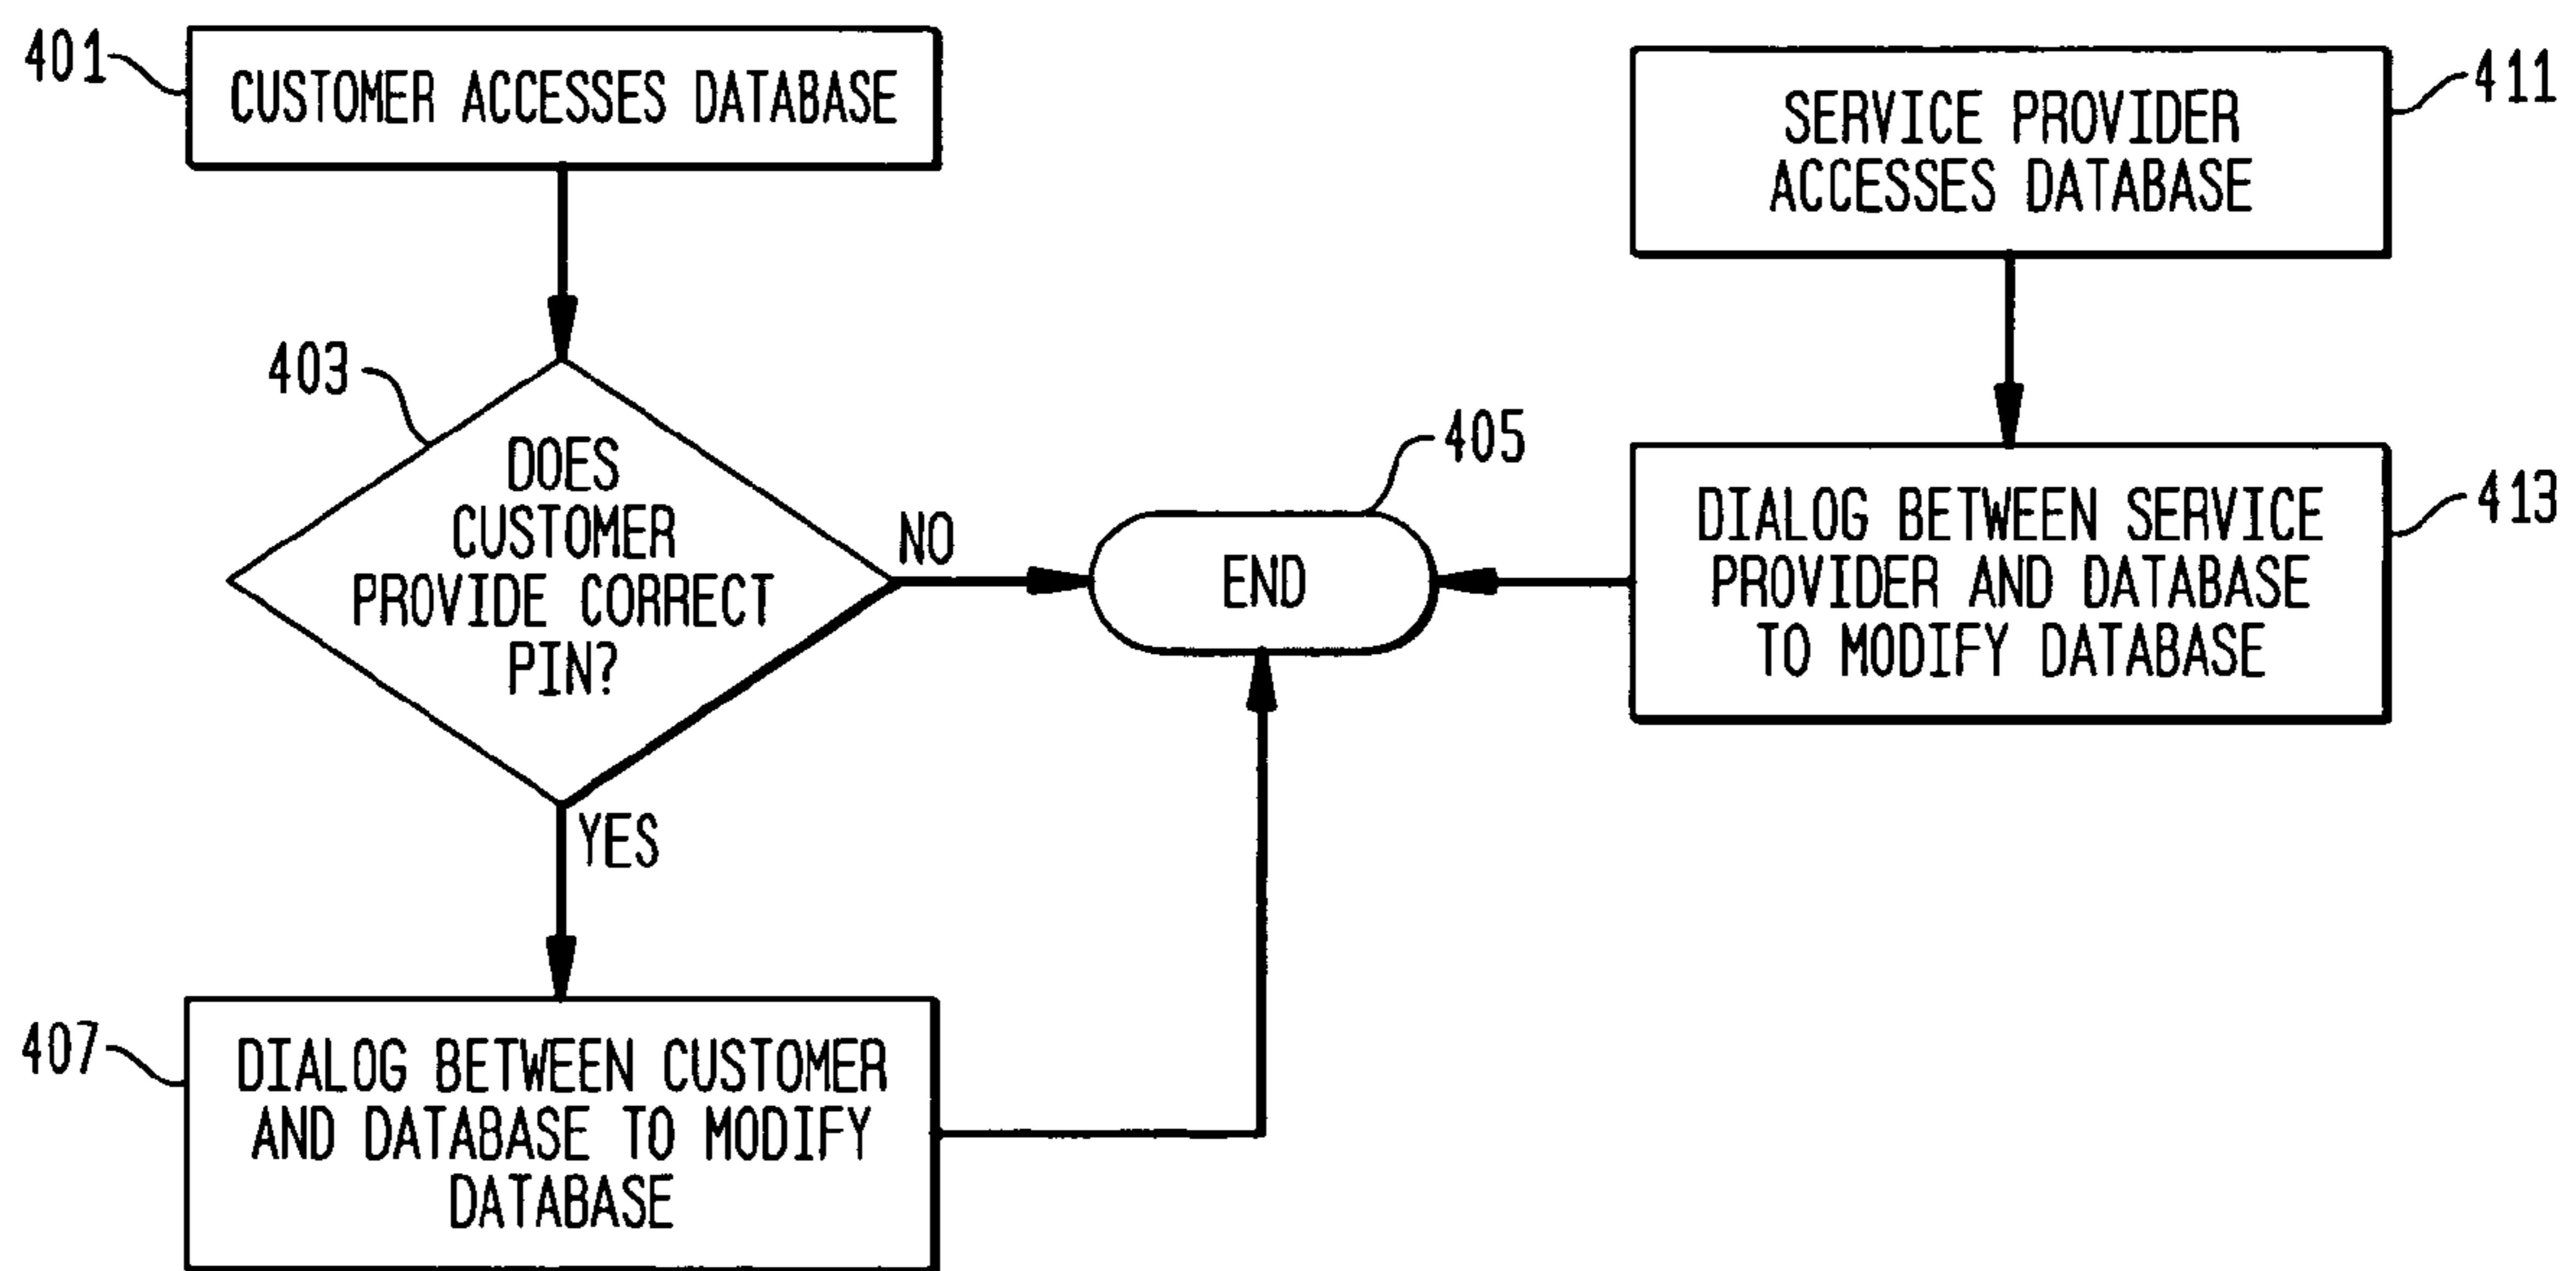 401
CUSTOMER ACCESSES DATABASE
403
DOES
CUSTOMER
PROVIDE CORRECT
PIN?
NO
YES
407
DIALOG BETWEEN CUSTOMER
AND DATABASE TO MODIFY
DATABASE
405
END
411
SERVICE PROVIDER
ACCESSES DATABASE
413
DIALOG BETWEEN SERVICE
PROVIDER AND DATABASE
TO MODIFY DATABASE